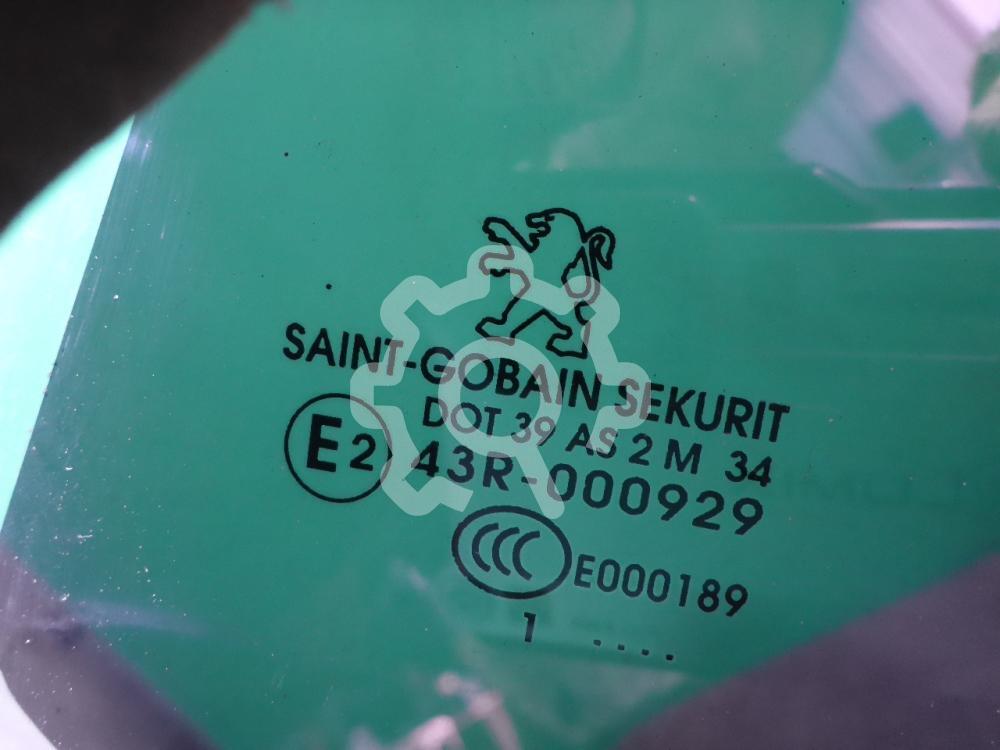 SAINT-GOBAIN SEKURIT
DOT 39 AS 2 M 34
E2 43R-000929
CCC E000189
1 ....